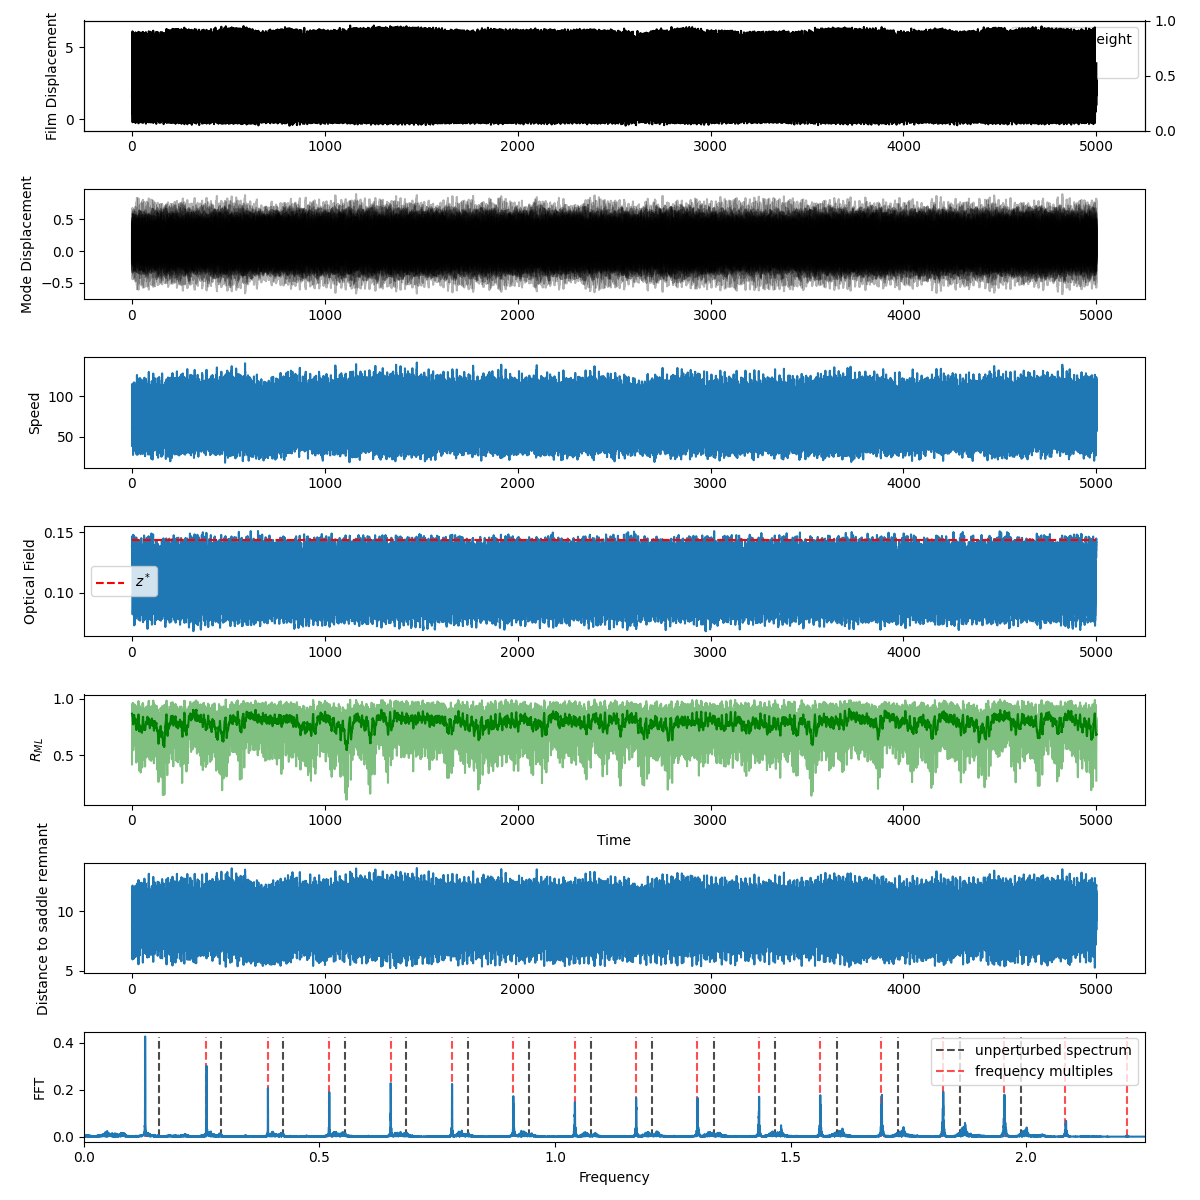 Film Displacement
5
0
1.0
0.5
0.0
eight
0 1000 2000 3000 4000 5000
Mode Displacement
0.5
0.0
−0.5
0 1000 2000 3000 4000 5000
Speed
100
50
0 1000 2000 3000 4000 5000
Optical Field
0.15
0.10
z*
0 1000 2000 3000 4000 5000
R_ML
1.0
0.5
0 1000 2000 3000 4000 5000
Time
Distance to saddle remnant
10
5
0 1000 2000 3000 4000 5000
FFT
0.4
0.2
0.0
unperturbed spectrum
frequency multiples
0.0 0.5 1.0 1.5 2.0
Frequency